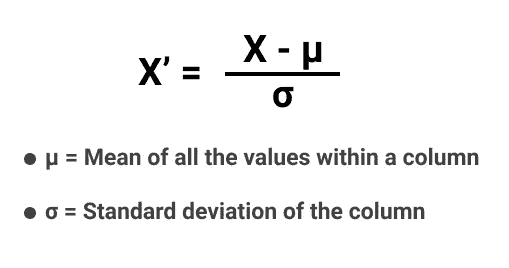 X' = X - μ
σ
● μ = Mean of all the values within a column
● σ = Standard deviation of the column